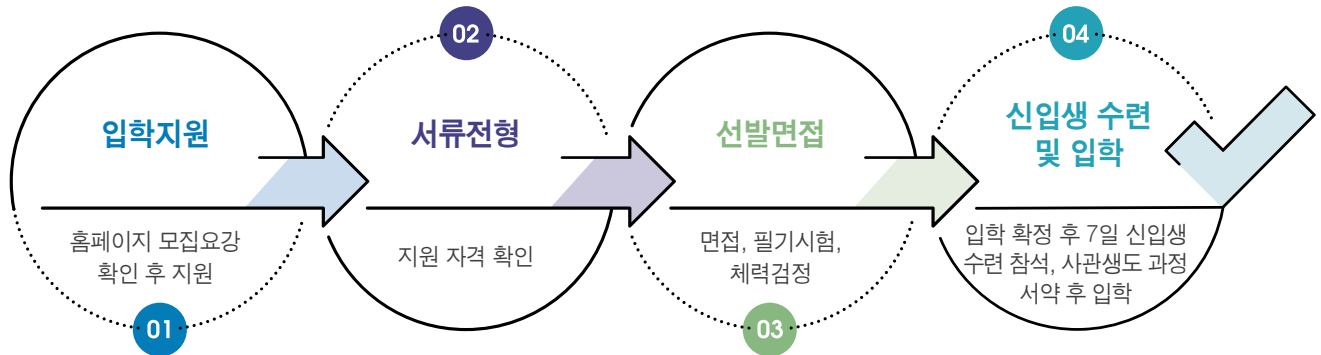 입학지원
홈페이지 모집요강
확인 후 지원
01
02
서류전형
지원 자격 확인
선발면접
면접, 필기시험,
체력검정
03
04
신입생 수련
및 입학
입학 확정 후 7일 신입생
수련 참석, 사관생도 과정
서약 후 입학